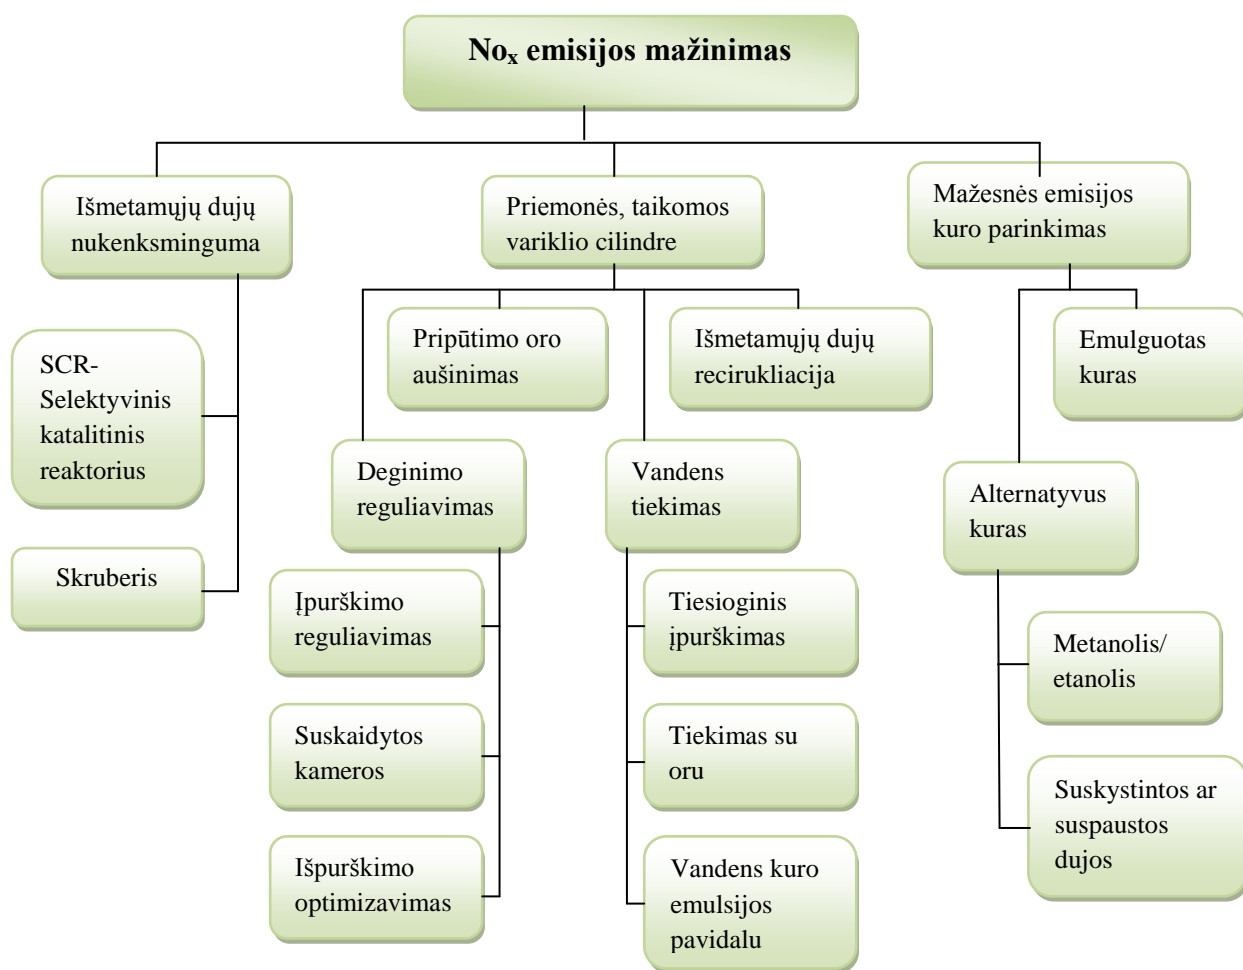 Noₓ emisijos mažinimas
Išmetamųjų dujų
nukenksminguma
Priemonės, taikomos
variklio cilindre
Mažesnės emisijos
kuro parinkimas
SCR-
Selektyvinis
katalitinis
reaktorius
Skruberis
Pripūtimo oro
aušinimas
Išmetamųjų dujų
recirukliacija
Deginimo
reguliavimas
Vandens
tiekimas
Įpurškimo
reguliavimas
Suskaidytos
kameros
Išpurškimo
optimizavimas
Tiesioginis
įpurškimas
Tiekimas su
oru
Vandens kuro
emulsijos
pavidalu
Emulguotas
kuras
Alternatyvus
kuras
Metanolis/
etanolis
Suskystintos ar
suspaustos
dujos